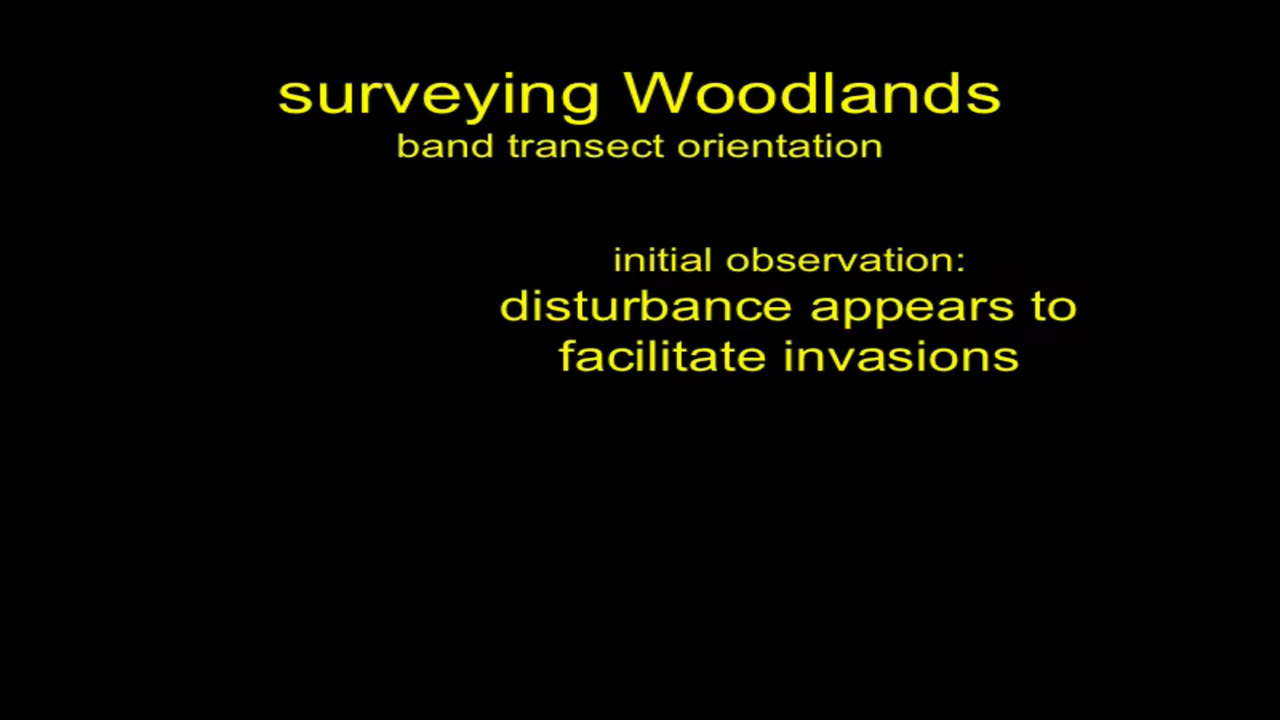 surveying Woodlands
band transect orientation
initial observation:
disturbance appears to
facilitate invasions